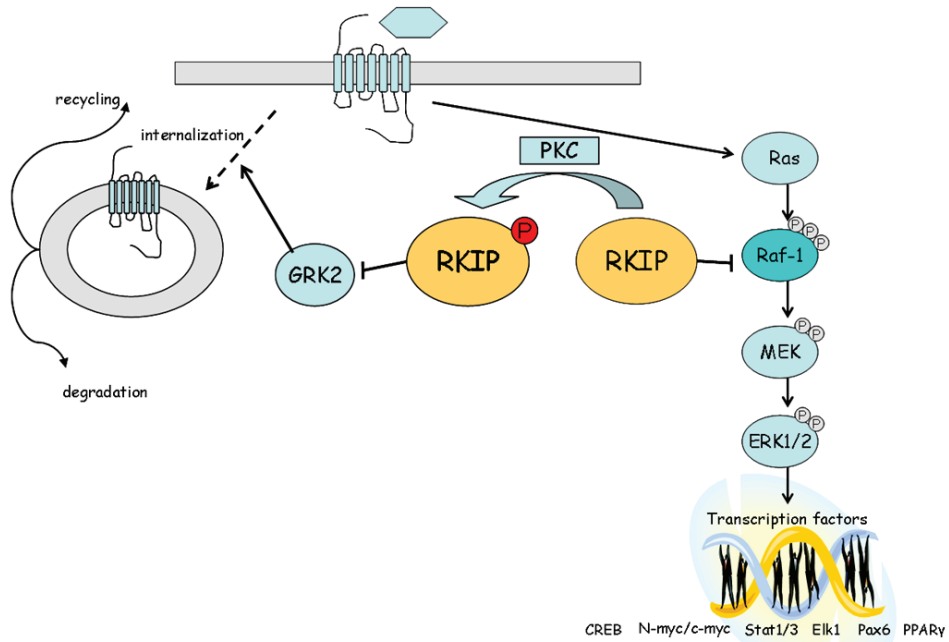 recycling
internalization
PKC
Ras
P
RKIP
RKIP
GRK2
P
P
P
Raf-1
P
P
MEK
P
P
ERK1/2
degradation
Transcription factors
CREB N-myc/c-myc Stat1/3 Elk1 Pax6 PPARγ